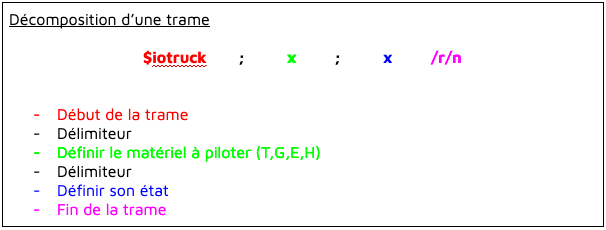 Décomposition d’une trame
$iotruck ; x ; x /r/n
- Début de la trame
- Délimiteur
- Définir le matériel à piloter (T,G,E,H)
- Délimiteur
- Définir son état
- Fin de la trame